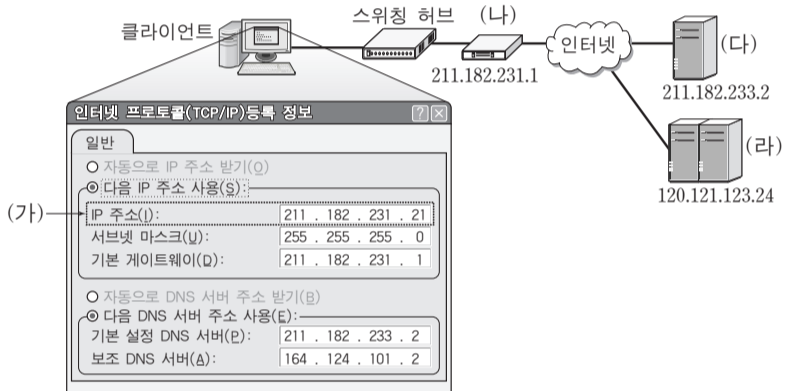 스위칭 허브 (나)
클라이언트
인터넷
(다)
211.182.231.1
211.182.233.2
인터넷 프로토콜(TCP/IP)등록 정보 ? ×
일반
(라)
자동으로 IP 주소 받기(O)
다음 IP 주소 사용(S):
120.121.123.24
(가)
IP 주소(I): 211 . 182 . 231 . 21
서브넷 마스크(U): 255 . 255 . 255 . 0
기본 게이트웨이(D): 211 . 182 . 231 . 1
자동으로 DNS 서버 주소 받기(B)
다음 DNS 서버 주소 사용(E):
기본 설정 DNS 서버(P): 211 . 182 . 233 . 2
보조 DNS 서버(A): 164 . 124 . 101 . 2